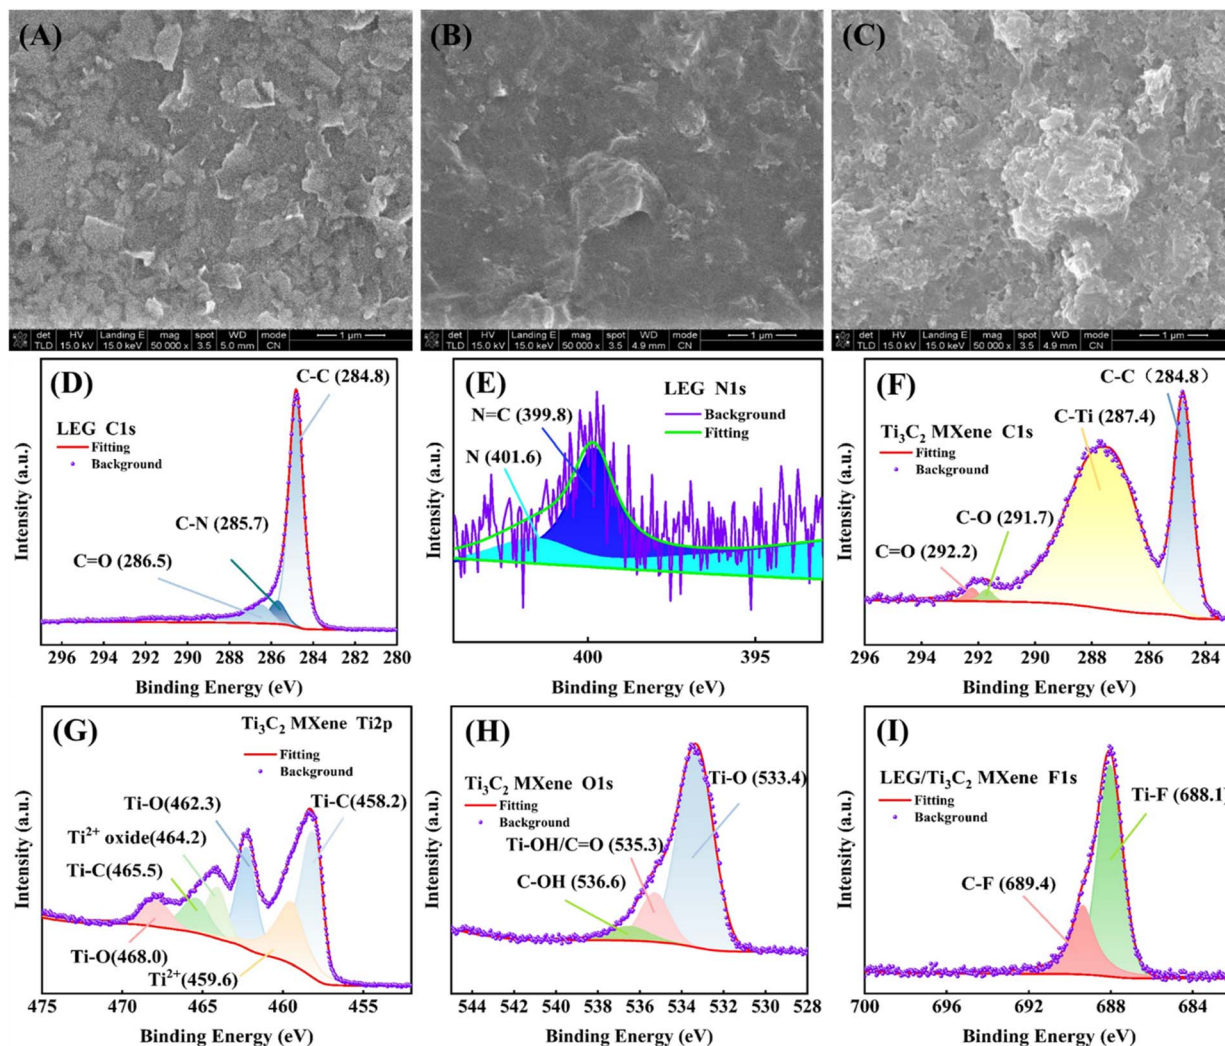 (A)
det HV Landing E mag spot WD mode 1 µm
TLD 15.0 kV 15.0 keV 50 000 x 3.5 5.0 mm CN
(B)
det HV Landing E mag spot WD mode 1 µm
TLD 15.0 kV 15.0 keV 50 000 x 3.5 4.9 mm CN
(C)
det HV Landing E mag spot WD mode 1 µm
TLD 15.0 kV 15.0 keV 50 000 x 3.5 4.9 mm CN
(D)
C-C (284.8)
LEG C1s
Fitting
Background
C-N (285.7)
C=O (286.5)
Intensity (a.u.)
296 294 292 290 288 286 284 282 280
Binding Energy (eV)
(E)
LEG N1s
N=C (399.8)
Background
Fitting
N (401.6)
Intensity (a.u.)
400 395
Binding Energy (eV)
(F)
C-C (284.8)
C-Ti (287.4)
Ti₃C₂ MXene C1s
Fitting
Background
C-O (291.7)
C=O (292.2)
Intensity (a.u.)
296 294 292 290 288 286 284
Binding Energy (eV)
(G)
Ti₃C₂ MXene Ti2p
Fitting
Background
Ti-O(462.3)
Ti-C(458.2)
Ti²⁺ oxide(464.2)
Ti-C(465.5)
Ti-O(468.0)
Ti²⁺(459.6)
Intensity (a.u.)
475 470 465 460 455
Binding Energy (eV)
(H)
Ti₃C₂ MXene O1s
Ti-O (533.4)
Fitting
Background
Ti-OH/C=O (535.3)
C-OH (536.6)
Intensity (a.u.)
544 542 540 538 536 534 532 530 528
Binding Energy (eV)
(I)
LEG/Ti₃C₂ MXene F1s
Fitting
Background
Ti-F (688.1)
C-F (689.4)
Intensity (a.u.)
700 696 692 688 684
Binding Energy (eV)